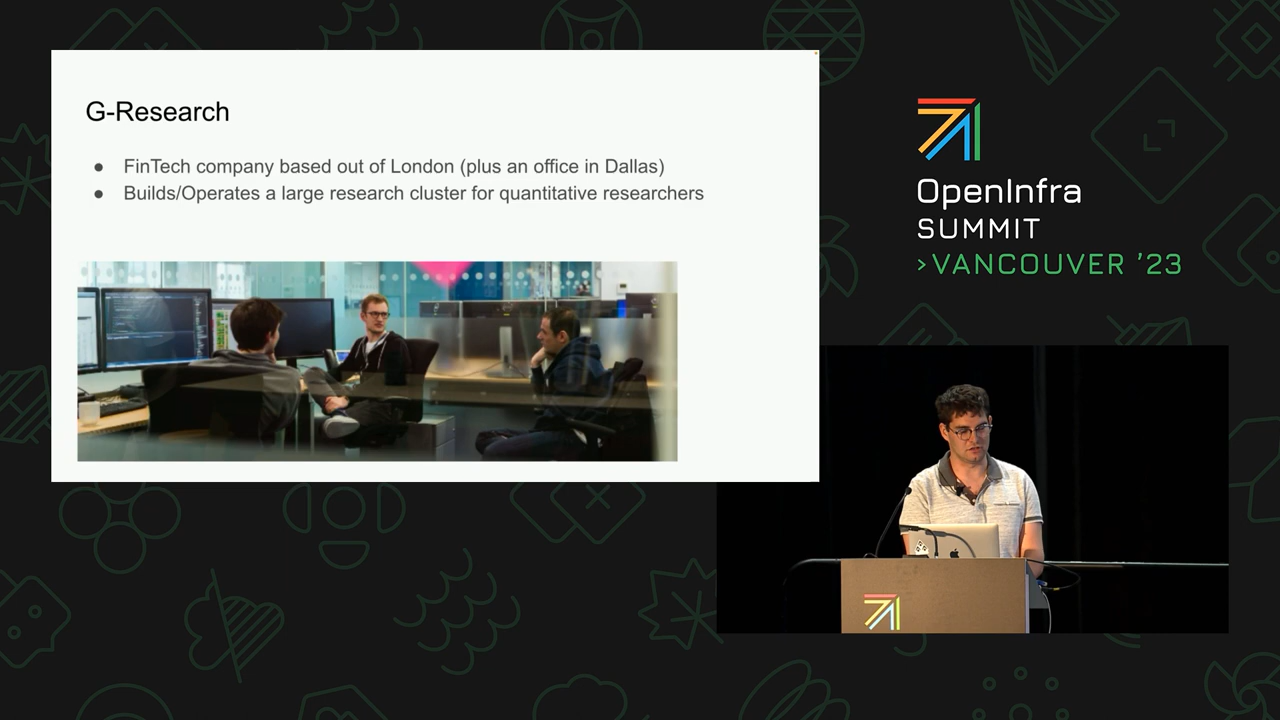 G-Research
● FinTech company based out of London (plus an office in Dallas)
● Builds/Operates a large research cluster for quantitative researchers
OpenInfra
SUMMIT
>VANCOUVER '23